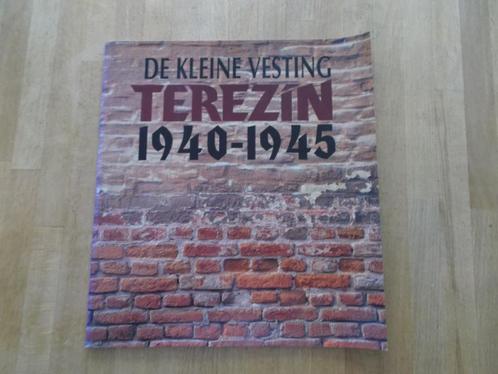 DE KLEINE VESTING
TEREZÍN
1940-1945